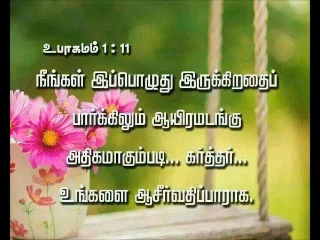 உபாகமம் 1 : 11
நீங்கள் இப்பொழுது இருக்கிறதைப்
பார்க்கிலும் ஆயிரமடங்கு
அதிகமாகும்படி... கர்த்தர்...
உங்களை ஆசீர்வதிப்பாராக.